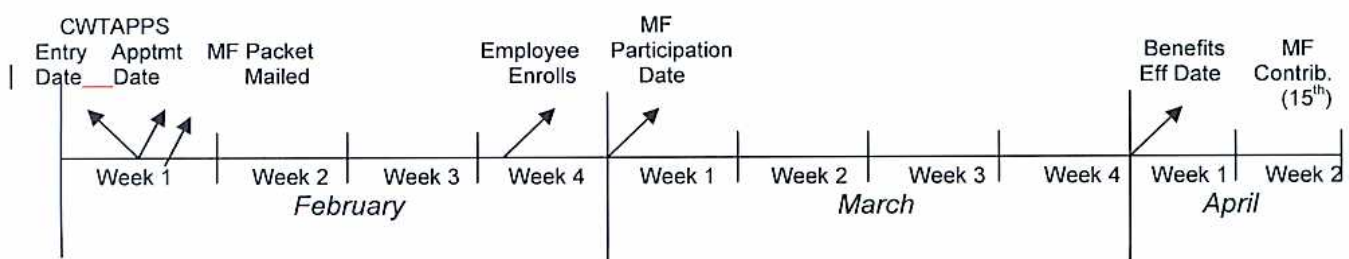 CWTAPPS
Entry Apptmt
Date___Date
MF Packet
Mailed
Employee
Enrolls
MF
Participation
Date
Benefits
Eff Date
MF
Contrib.
(15th)
Week 1 Week 2 Week 3 Week 4 Week 1 Week 2 Week 3 Week 4 Week 1 Week 2
February March April